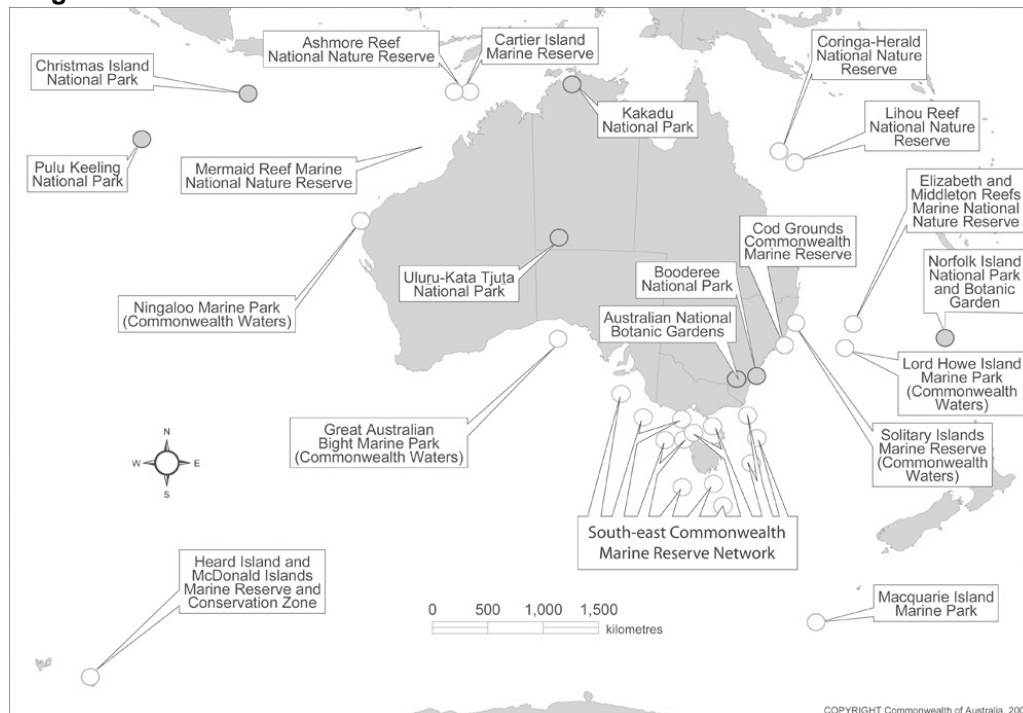 Christmas Island
National Park
Ashmore Reef
National Nature Reserve
Cartier Island
Marine Reserve
Coringa-Herald
National Nature
Reserve
Kakadu
National Park
Lihou Reef
National Nature
Reserve
Pulu Keeling
National Park
Mermaid Reef Marine
National Nature Reserve
Elizabeth and
Middleton Reefs
Marine National
Nature Reserve
Cod Grounds
Commonwealth
Marine Reserve
Uluru-Kata Tjuta
National Park
Booderee
National Park
Norfolk Island
National Park
and Botanic
Garden
Ningaloo Marine Park
(Commonwealth Waters)
Australian National
Botanic Gardens
Lord Howe Island
Marine Park
(Commonwealth
Waters)
Great Australian
Bight Marine Park
(Commonwealth Waters)
Solitary Islands
Marine Reserve
(Commonwealth
Waters)
N
W E
S
South-east Commonwealth
Marine Reserve Network
Heard Island and
McDonald Islands
Marine Reserve and
Conservation Zone
0 500 1,000 1,500
kilometres
Macquarie Island
Marine Park
COPYRIGHT Commonwealth of Australia,